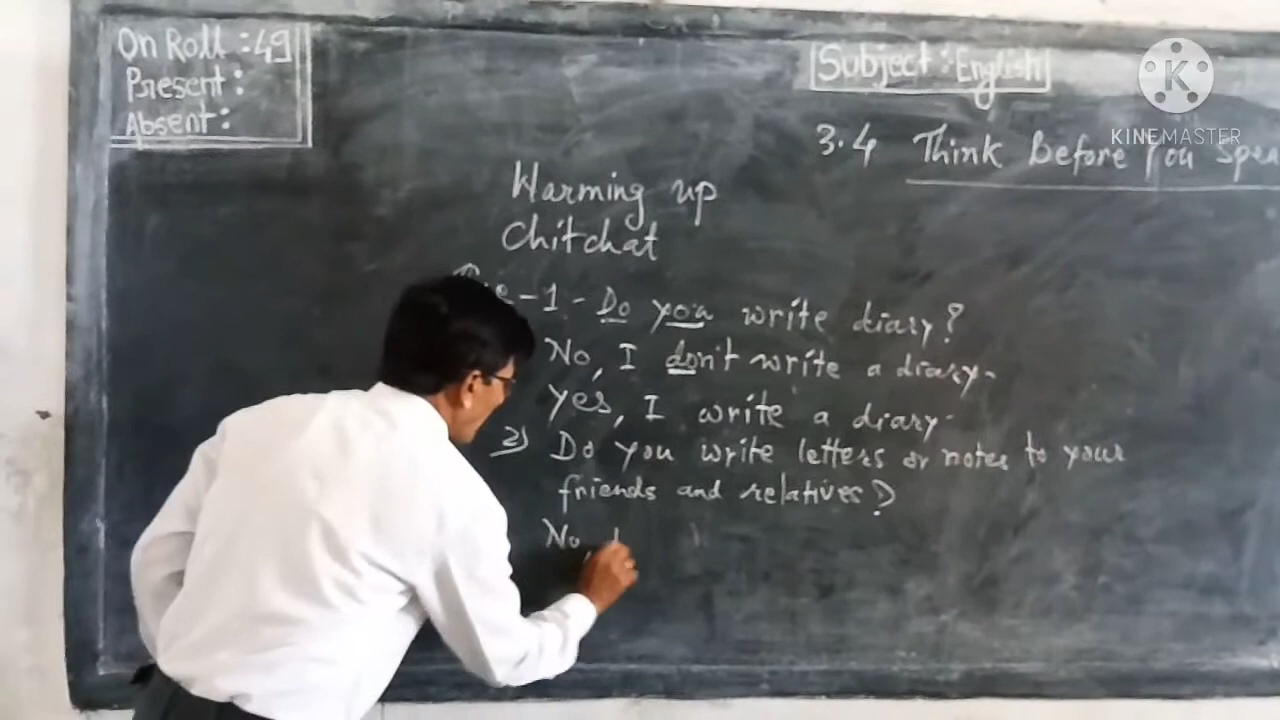 On Roll : 49
Present :
Absent :
Subject : English
KINEMASTER
3.4 Think Before You
Warming up
Chitchat
-1 - Do you write diary?
No, I don't write a diary.
Yes, I write a diary.
2) Do you write letters or notes to your
friends and relatives?
No